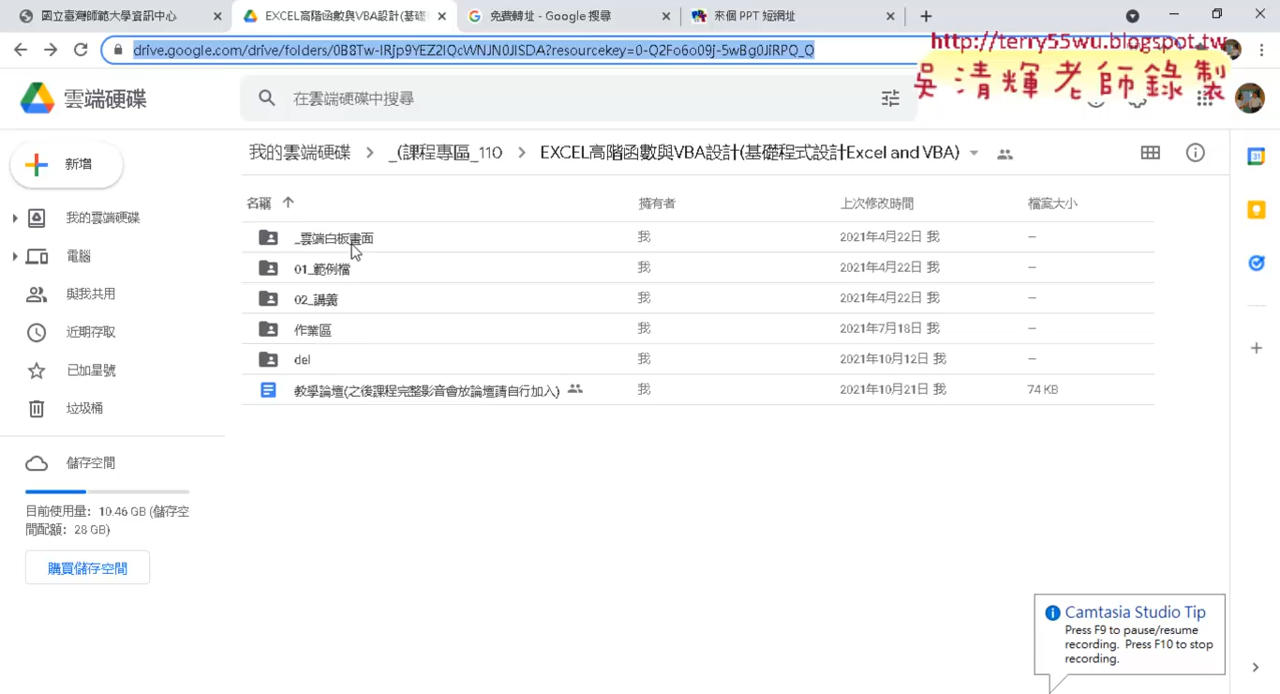 國立臺灣師範大學資訊中心
EXCEL高階函數與VBA設計(基礎
免費轉址 - Google 搜尋
來個 PPT 短網址
drive.google.com/drive/folders/0B8Tw-IRjp9YEZ2lQcWNJN0JISDA?resourcekey=0-Q2Fo6o09j-5wBg0JiRPQ_Q
http://terry55wu.blogspot.tw
吳清輝老師錄製
雲端硬碟
在雲端硬碟中搜尋
新增
我的雲端硬碟 > _(課程專區_110 > EXCEL高階函數與VBA設計(基礎程式設計Excel and VBA)
名稱 擁有者 上次修改時間 檔案大小
_雲端白板畫面 我 2021年4月22日 我 –
01_範例檔 我 2021年4月22日 我 –
02_講義 我 2021年4月22日 我 –
作業區 我 2021年7月18日 我 –
del 我 2021年10月12日 我 –
教學論壇(之後課程完整影音會放論壇請自行加入) 我 2021年10月21日 我 74 KB
我的雲端硬碟
電腦
與我共用
近期存取
已加星號
垃圾桶
儲存空間
目前使用量：10.46 GB (儲存空
間配額：28 GB)
購買儲存空間
Camtasia Studio Tip
Press F9 to pause/resume
recording. Press F10 to stop
recording.